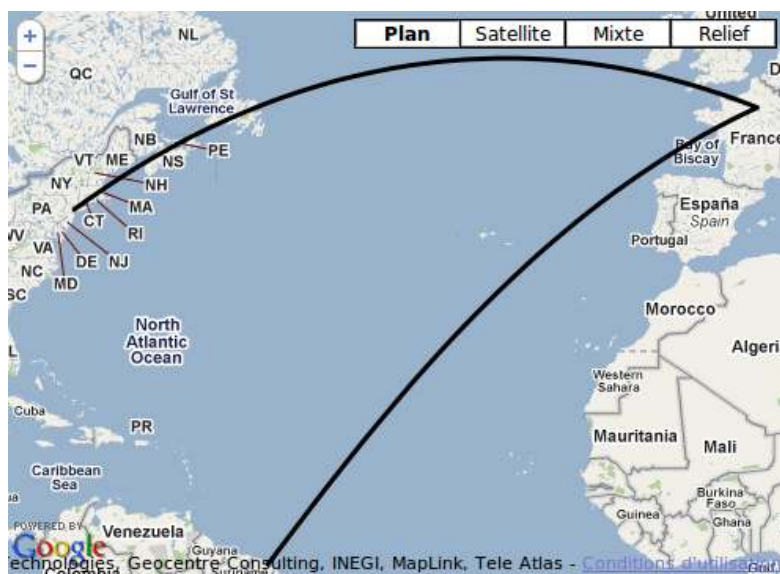 United
Plan Satellite Mixte Relief
NL
QC
Gulf of St
Lawrence
NB
PE
VT ME
NS
France
Bay of
Biscay
NY
NH
PA
MA
CT
RI
España
Spain
VA
DE NJ
Portugal
NC
MD
SC
Morocco
North
Atlantic
Ocean
Algeri
Western
Sahara
Cuba
PR
Mauritania
Mali
Caribbean
Sea
Burkina
Faso
Guinea
Ghana
POWERED BY
Google
Venezuela
Guyana
Suriname
Colombia
echnologies, Geocentre Consulting, INEGI, MapLink, Tele Atlas - Conditions d'utilisation